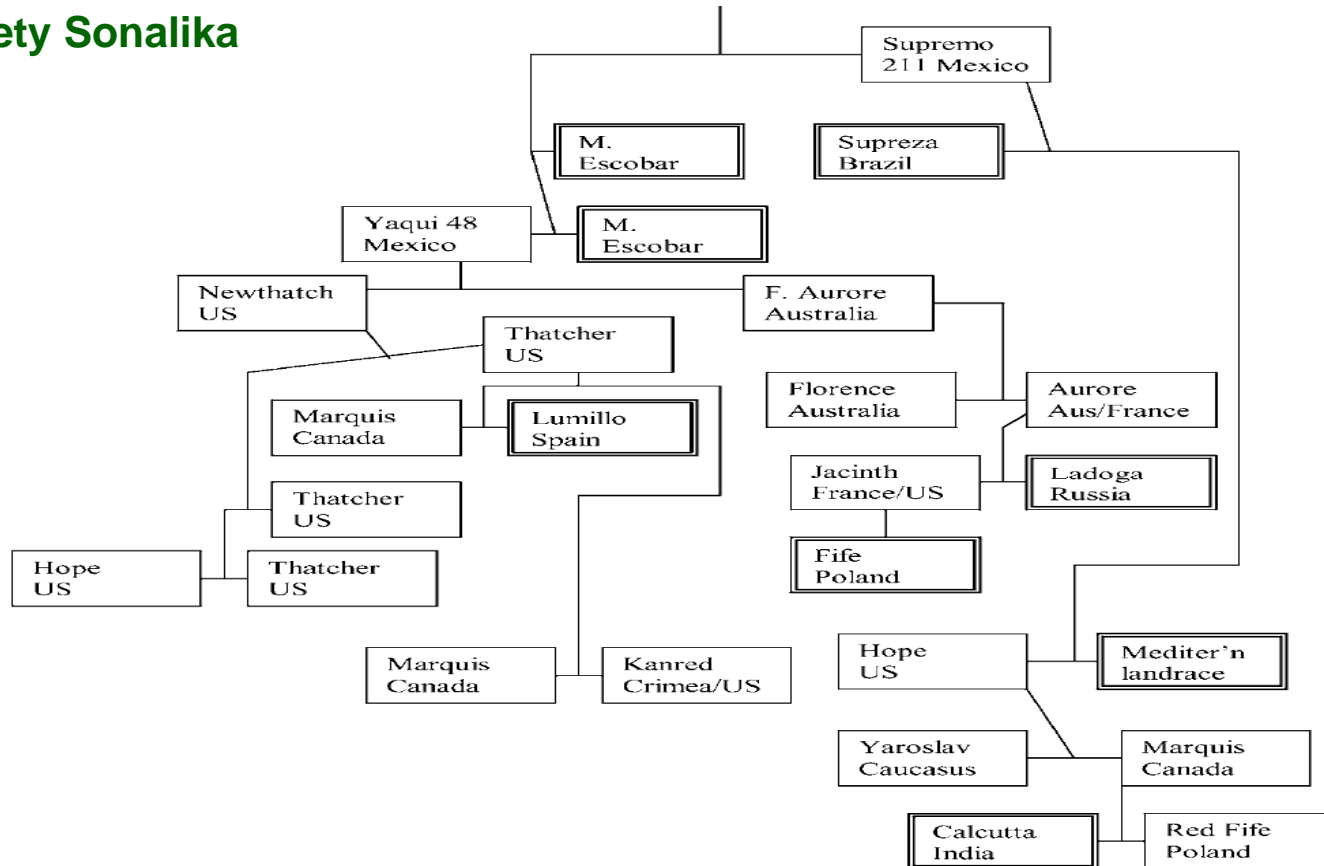 ety Sonalika
Supremo
211 Mexico
M.
Escobar
Supreza
Brazil
Yaqui 48
Mexico
M.
Escobar
Newthatch
US
F. Aurore
Australia
Thatcher
US
Florence
Australia
Aurore
Aus/France
Marquis
Canada
Lumillo
Spain
Jacinth
France/US
Ladoga
Russia
Thatcher
US
Fife
Poland
Hope
US
Thatcher
US
Hope
US
Mediter'n
landrace
Marquis
Canada
Kanred
Crimea/US
Yaroslav
Caucasus
Marquis
Canada
Calcutta
India
Red Fife
Poland